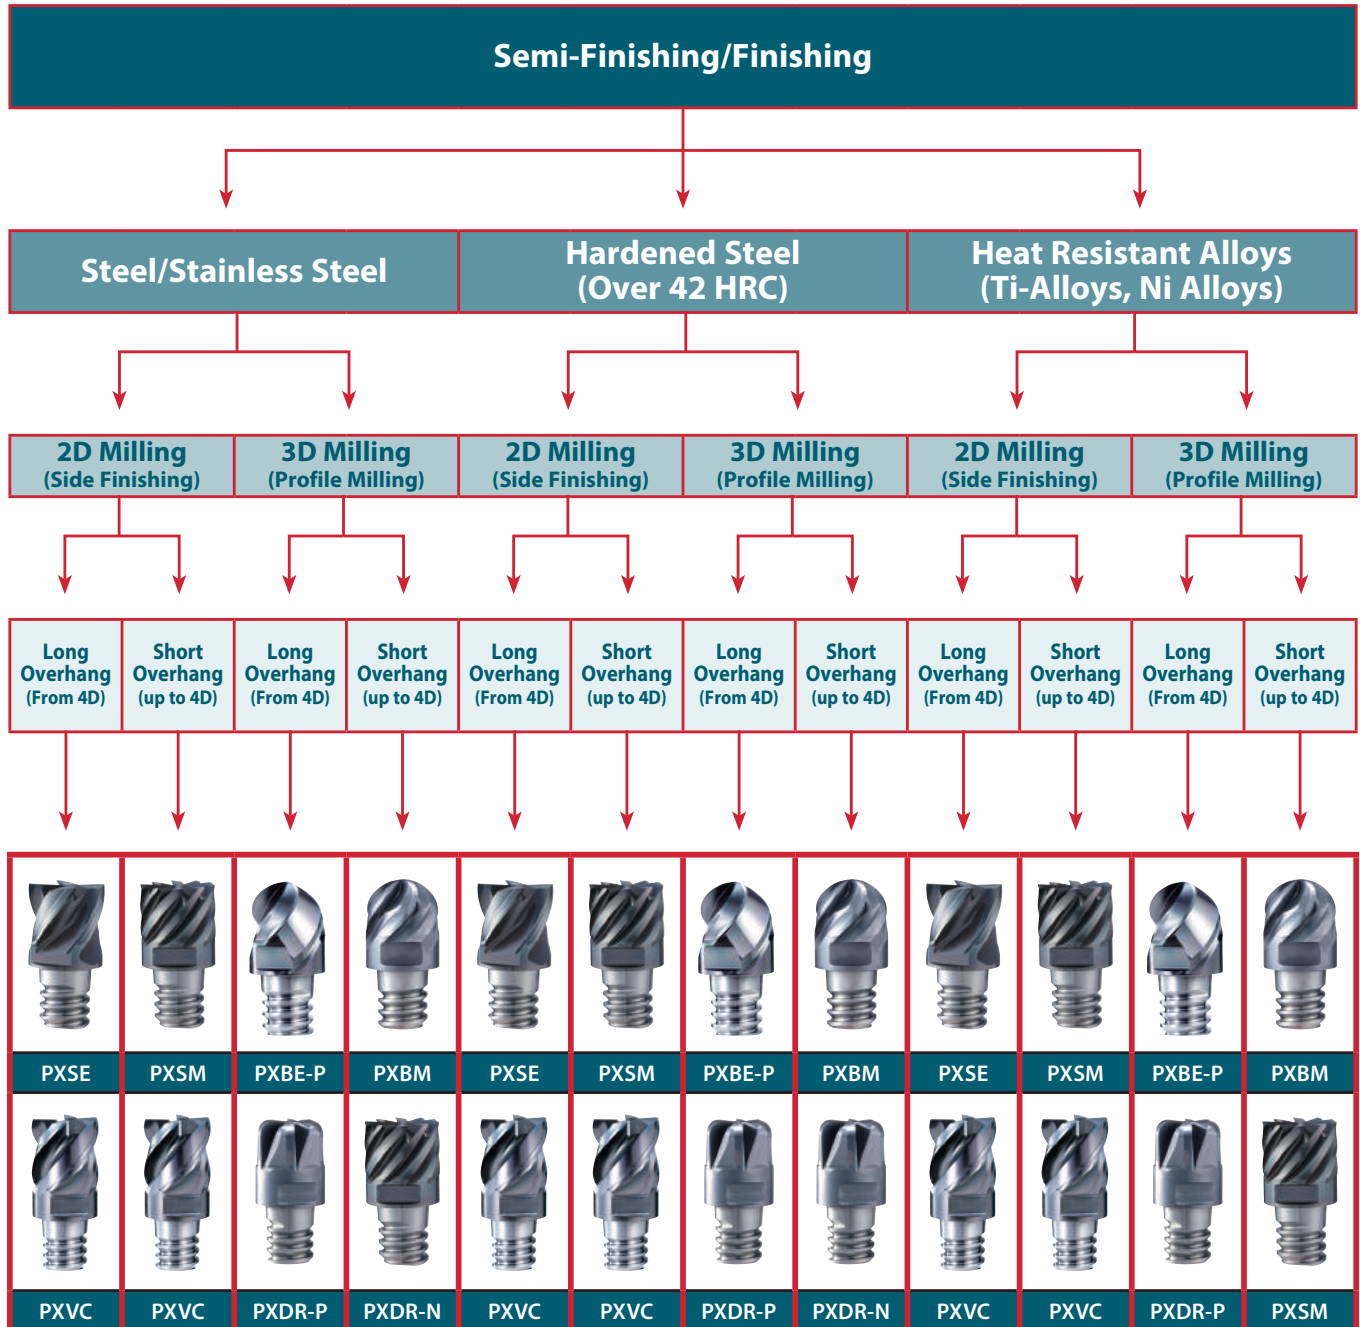 Semi-Finishing/Finishing
Steel/Stainless Steel
Hardened Steel
(Over 42 HRC)
Heat Resistant Alloys
(Ti-Alloys, Ni Alloys)
2D Milling
(Side Finishing)
3D Milling
(Profile Milling)
2D Milling
(Side Finishing)
3D Milling
(Profile Milling)
2D Milling
(Side Finishing)
3D Milling
(Profile Milling)
Long
Overhang
(From 4D)
Short
Overhang
(up to 4D)
Long
Overhang
(From 4D)
Short
Overhang
(up to 4D)
Long
Overhang
(From 4D)
Short
Overhang
(up to 4D)
Long
Overhang
(From 4D)
Short
Overhang
(up to 4D)
Long
Overhang
(From 4D)
Short
Overhang
(up to 4D)
Long
Overhang
(From 4D)
Short
Overhang
(up to 4D)
PXSE
PXSM
PXBE-P
PXBM
PXSE
PXSM
PXBE-P
PXBM
PXSE
PXSM
PXBE-P
PXBM
PXVC
PXVC
PXDR-P
PXDR-N
PXVC
PXVC
PXDR-P
PXDR-N
PXVC
PXVC
PXDR-P
PXSM